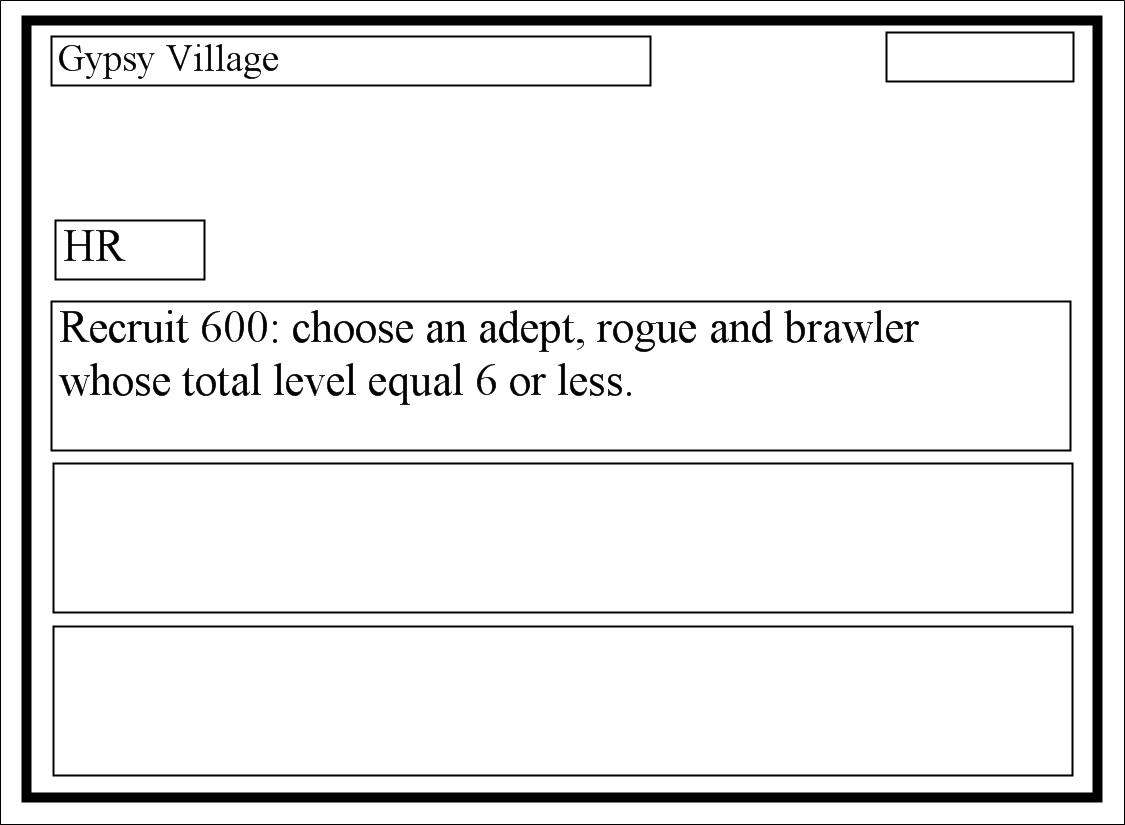 Gypsy Village
HR
Recruit 600: choose an adept, rogue and brawler
whose total level equal 6 or less.